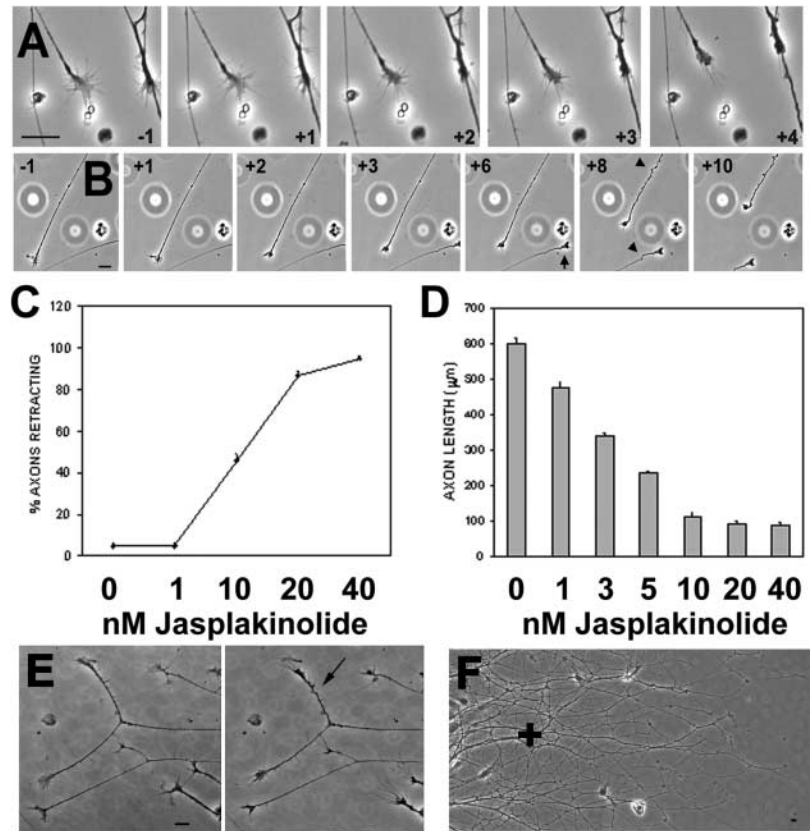 A
-1
+1
+2
+3
+4
B
-1
+1
+2
+3
+6
+8
+10
C
% AXONS RETRACTING
120
100
80
60
40
20
0
0 1 10 20 40
nM Jasplakinolide
D
AXON LENGTH (µm)
700
600
500
400
300
200
100
0
0 1 3 5 10 20 40
nM Jasplakinolide
E
F
+